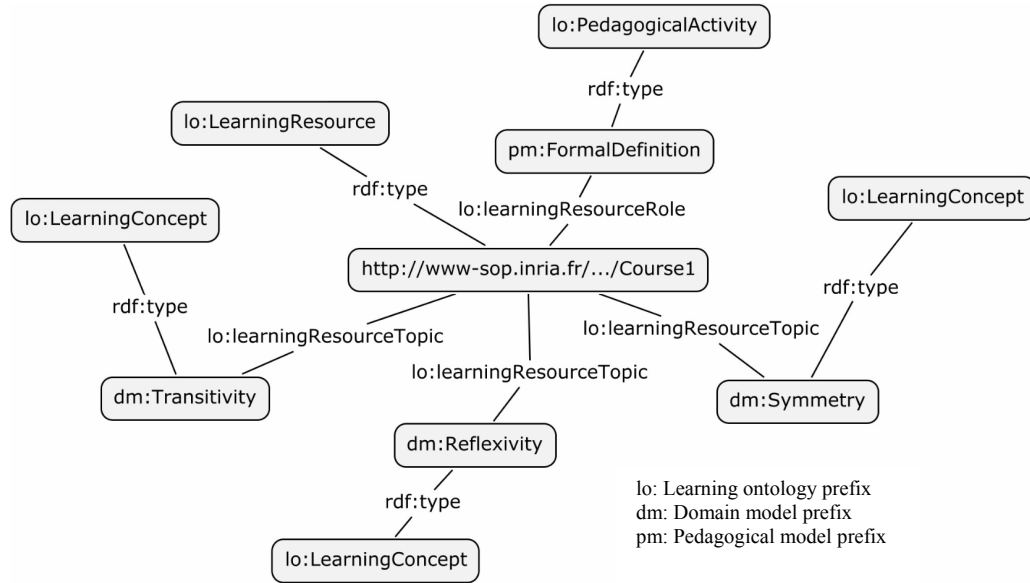 lo:PedagogicalActivity
rdf:type
lo:LearningResource
pm:FormalDefinition
rdf:type
lo:LearningConcept
lo:learningResourceRole
lo:LearningConcept
http://www-sop.inria.fr/.../Course1
rdf:type
rdf:type
lo:learningResourceTopic
lo:learningResourceTopic
lo:learningResourceTopic
dm:Transitivity
dm:Symmetry
dm:Reflexivity
rdf:type
lo:LearningConcept
lo: Learning ontology prefix
dm: Domain model prefix
pm: Pedagogical model prefix